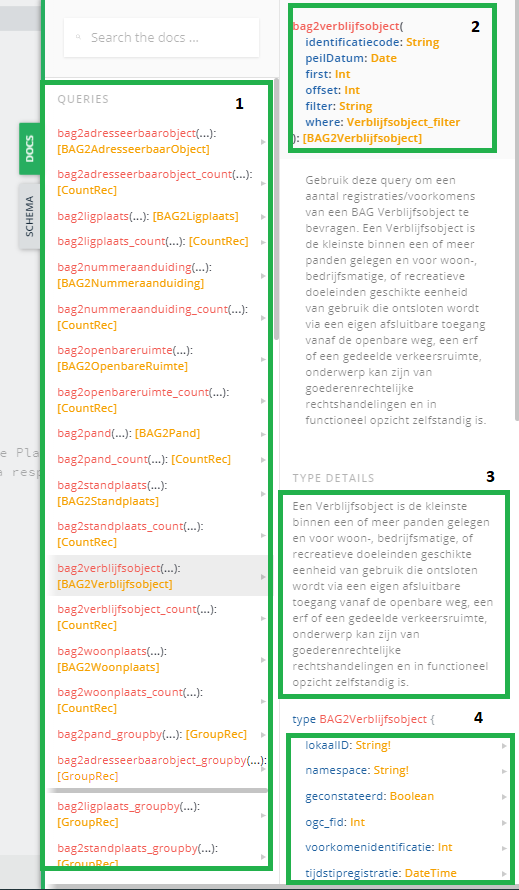 Search the docs ...
DOCS
SCHEMA
e Pla
a resp
1
QUERIES
bag2adresseerbaarobject(...):
[BAG2AdresseerbaarObject]
bag2adresseerbaarobject_count(...):
[CountRec]
bag2ligplaats(...): [BAG2Ligplaats]
bag2ligplaats_count(...): [CountRec]
bag2nummeraanduiding(...):
[BAG2Nummeraanduiding]
bag2nummeraanduiding_count(...):
[CountRec]
bag2openbareruimte(...):
[BAG2OpenbareRuimte]
bag2openbareruimte_count(...):
[CountRec]
bag2pand(...): [BAG2Pand]
bag2pand_count(...): [CountRec]
bag2standplaats(...):
[BAG2Standplaats]
bag2standplaats_count(...):
[CountRec]
bag2verblijfsobject(...):
[BAG2Verblijfsobject]
bag2verblijfsobject_count(...):
[CountRec]
bag2woonplaats(...):
[BAG2Woonplaats]
bag2woonplaats_count(...):
[CountRec]
bag2pand_groupby(...): [GroupRec]
bag2adresseerbaarobject_groupby(...):
[GroupRec]
bag2ligplaats_groupby(...):
[GroupRec]
bag2standplaats_groupby(...):
[GroupRec]
2
bag2verblijfsobject(
identificatiecode: String
peilDatum: Date
first: Int
offset: Int
filter: String
where: Verblijfsobject_filter
): [BAG2Verblijfsobject]
Gebruik deze query om een
aantal registraties/voorkomens
van een BAG Verblijfsobject te
bevragen. Een Verblijfsobject is
de kleinste binnen een of meer
panden gelegen en voor woon-,
bedrijfsmatige, of recreatieve
doeleinden geschikte eenheid
van gebruik die ontsloten wordt
via een eigen afsluitbare toegang
vanaf de openbare weg, een erf
of een gedeelde verkeersruimte,
onderwerp kan zijn van
goederenrechtelijke
rechtshandelingen en in
functioneel opzicht zelfstandig is.
TYPE DETAILS
3
Een Verblijfsobject is de kleinste
binnen een of meer panden gelegen
en voor woon-, bedrijfsmatige, of
recreatieve doeleinden geschikte
eenheid van gebruik die ontsloten
wordt via een eigen afsluitbare
toegang vanaf de openbare weg, een
erf of een gedeelde verkeersruimte,
onderwerp kan zijn van
goederenrechtelijke
rechtshandelingen en in functioneel
opzicht zelfstandig is.
type BAG2Verblijfsobject {
4
lokaalID: String!
namespace: String!
geconstateerd: Boolean
ogc_fid: Int
voorkomenidentificatie: Int
tijdstipregistratie: DateTime